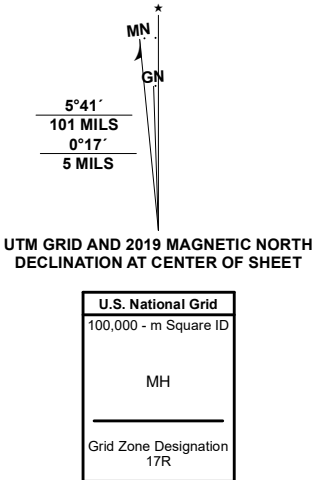 ★
MN
GN
5°41´
101 MILS
0°17´
5 MILS
UTM GRID AND 2019 MAGNETIC NORTH
DECLINATION AT CENTER OF SHEET
U.S. National Grid
100,000 - m Square ID
MH
Grid Zone Designation
17R